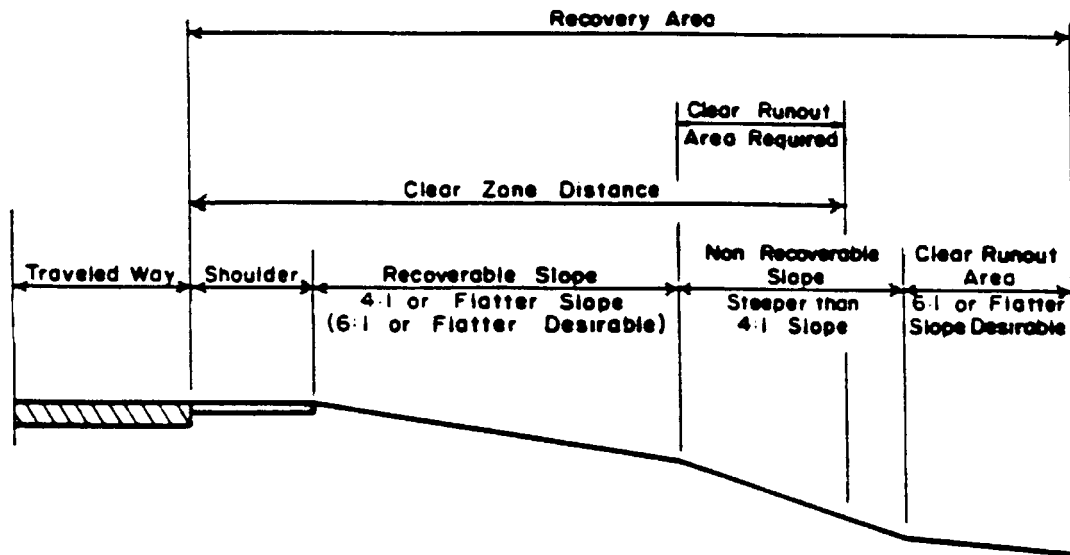 Recovery Area
Clear Runout
Area Required
Clear Zone Distance
Traveled Way
Shoulder
Recoverable Slope
4:1 or Flatter Slope
(6:1 or Flatter Desirable)
Non Recoverable
Slope
Steeper than
4:1 Slope
Clear Runout
Area
6:1 or Flatter
Slope Desirable